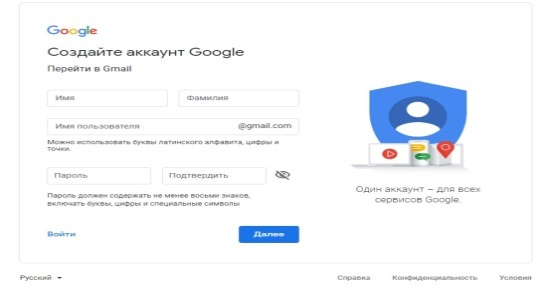 Google
Создайте аккаунт Google
Перейти в Gmail
Имя
Фамилия
Имя пользователя
@gmail.com
Можно использовать буквы латинского алфавита, цифры и
точки.
Пароль
Подтвердить
Пароль должен содержать не менее восьми знаков,
включать буквы, цифры и специальные символы
Один аккаунт – для всех
сервисов Google.
Войти
Далее
Русский
Справка
Конфиденциальность
Условия